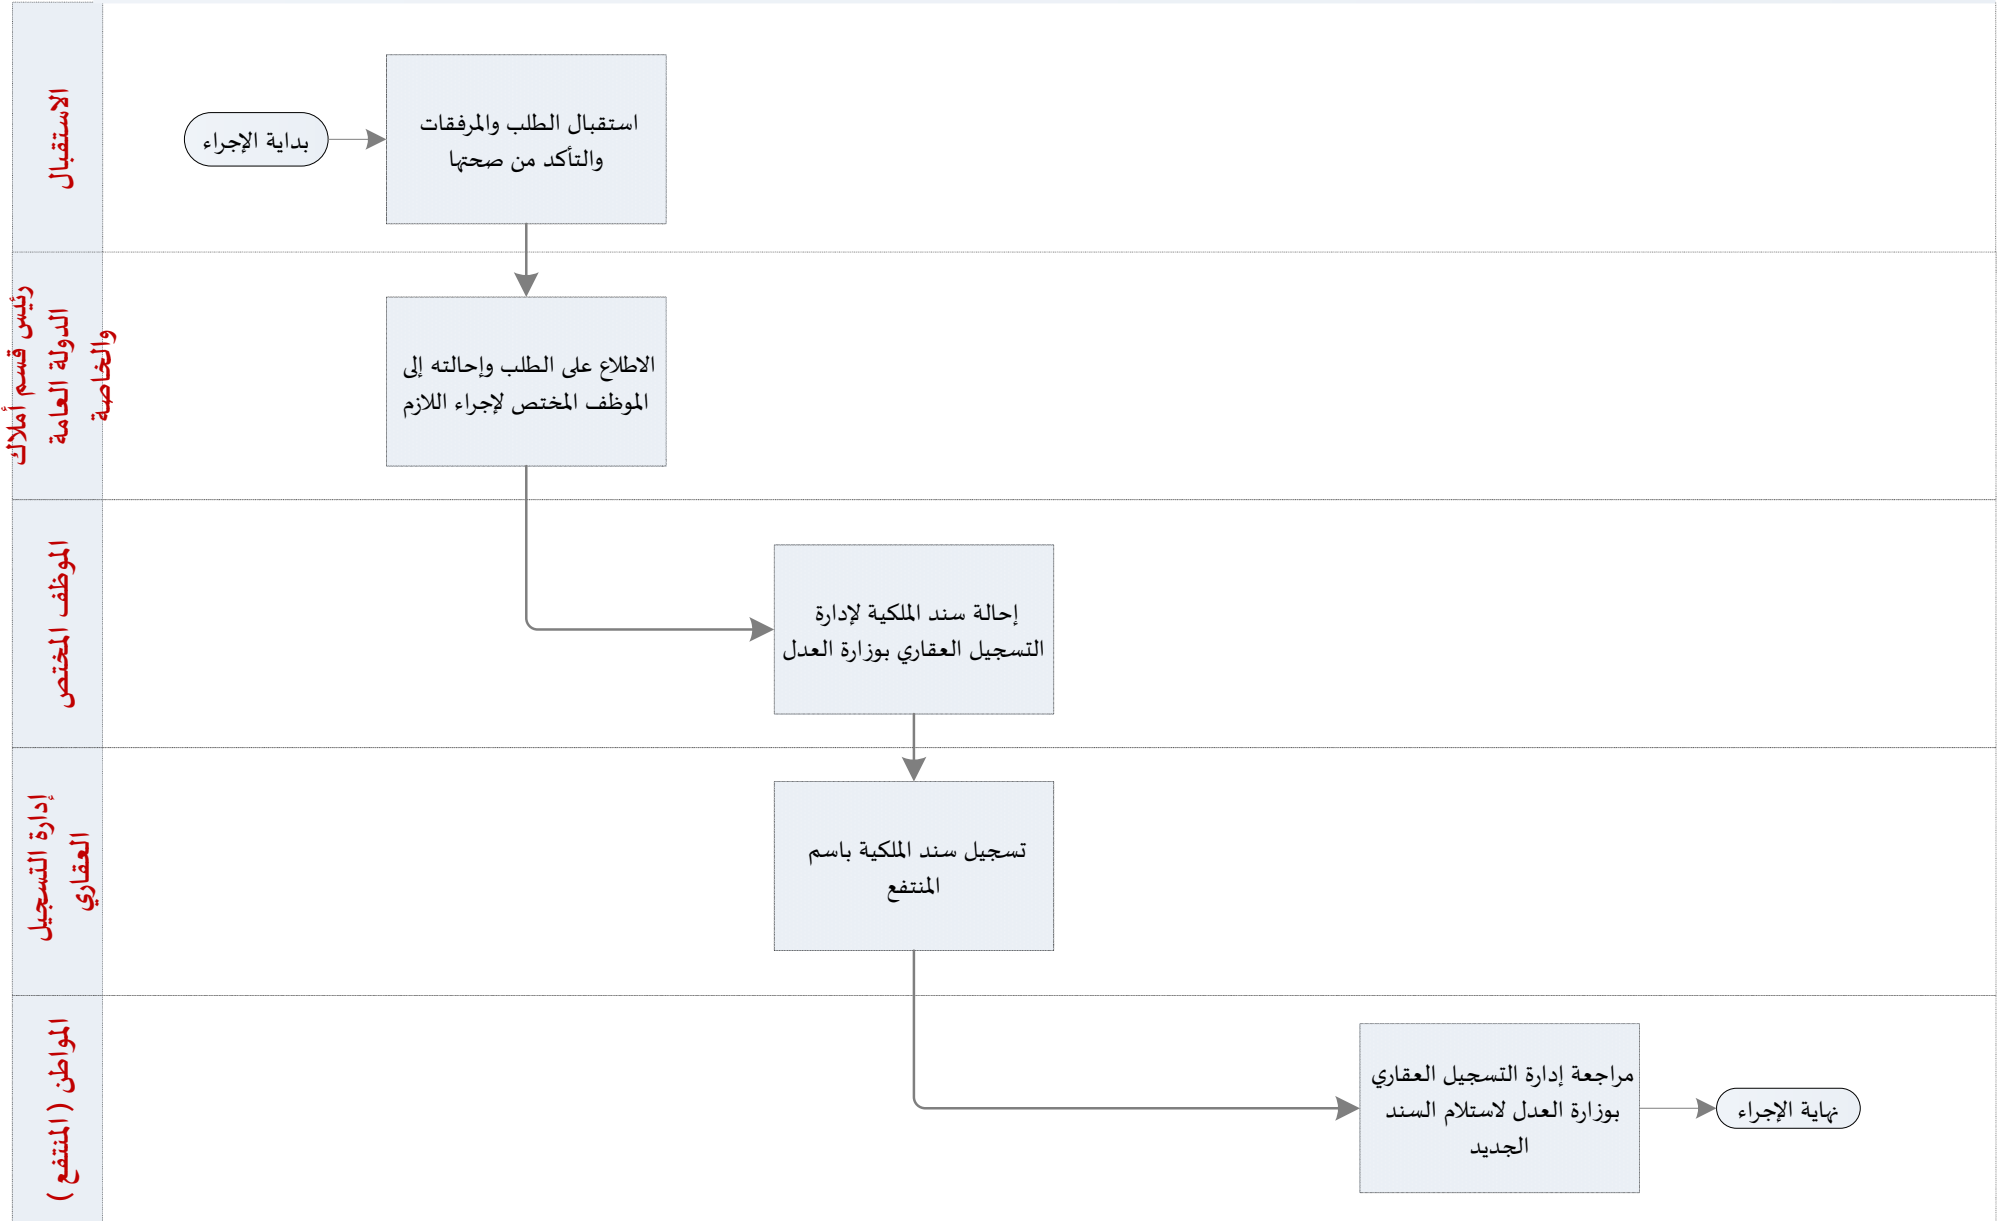 الاستقبال
بداية الإجراء
استقبال الطلب والمرفقات
والتأكد من صحتها
رئيس قسم أملاك
الدولة العامة
والخاصة
الاطلاع على الطلب وإحالته إلى
الموظف المختص لإجراء اللازم
الموظف المختص
إحالة سند الملكية لإدارة
التسجيل العقاري بوزارة العدل
إدارة التسجيل
العقاري
تسجيل سند الملكية باسم
المنتفع
المواطن ( المنتفع )
مراجعة إدارة التسجيل العقاري
بوزارة العدل لاستلام السند
الجديد
نهاية الإجراء